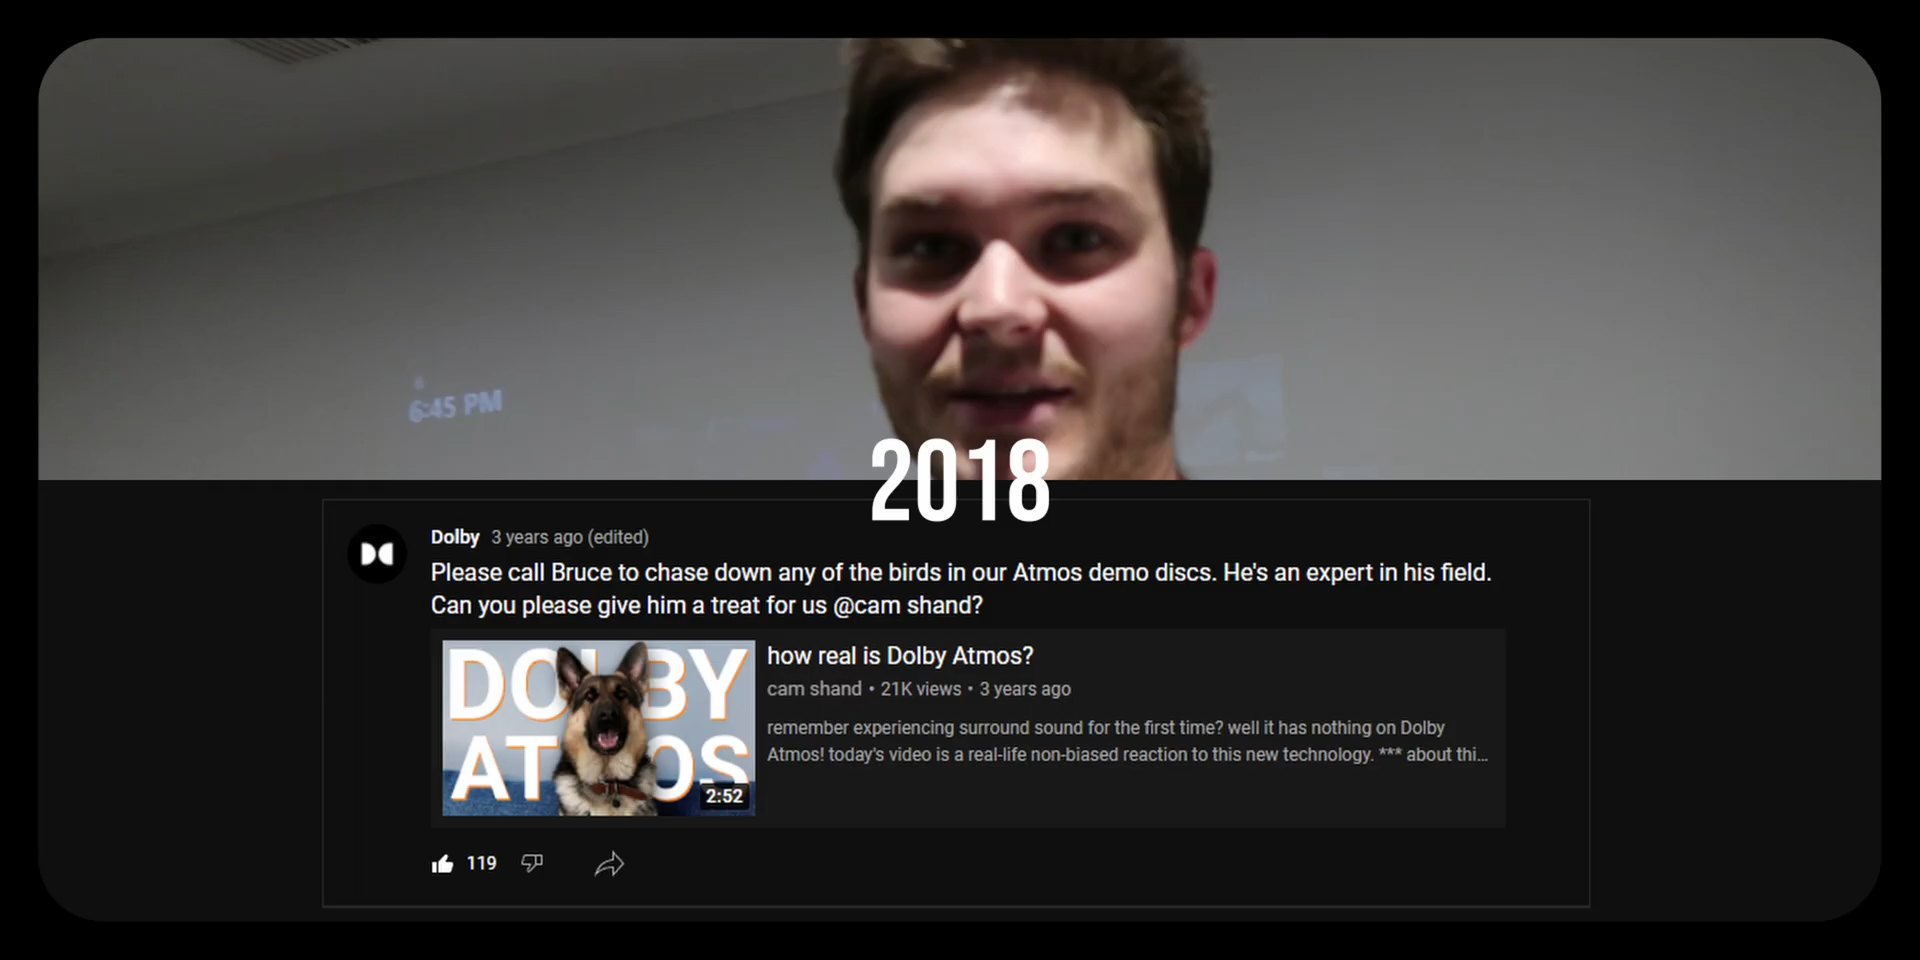 6:45 PM
2018
Dolby 3 years ago (edited)
Please call Bruce to chase down any of the birds in our Atmos demo discs. He's an expert in his field.
Can you please give him a treat for us @cam shand?
DOLBY
ATMOS
2:52
how real is Dolby Atmos?
cam shand • 21K views • 3 years ago
remember experiencing surround sound for the first time? well it has nothing on Dolby
Atmos! today's video is a real-life non-biased reaction to this new technology. *** about thi...
119